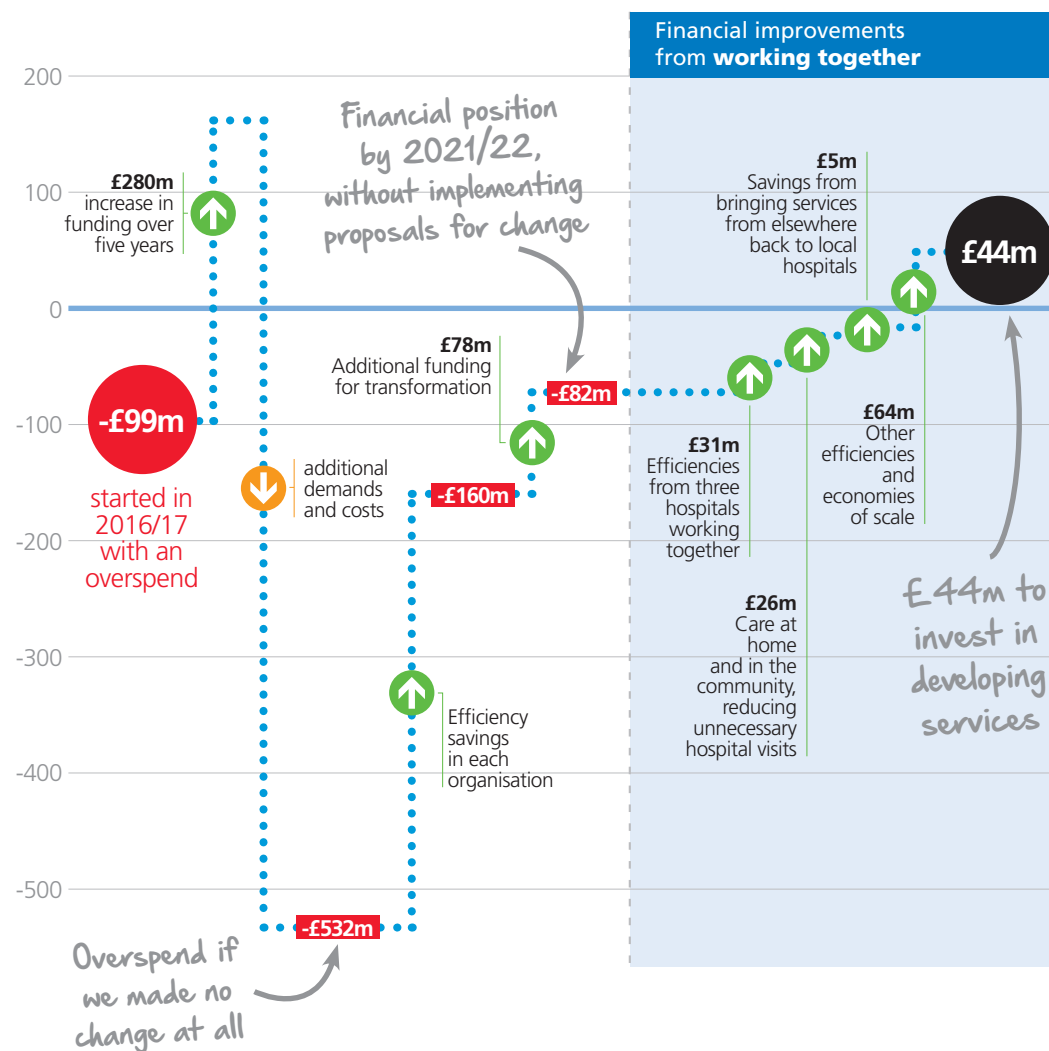 Financial improvements
from working together
200
100
0
-100
-200
-300
-400
-500
£280m
increase in
funding over
five years
-£99m
started in
2016/17
with an
overspend
additional
demands
and costs
Overspend if
we made no
change at all
-£532m
Efficiency
savings
in each
organisation
-£160m
£78m
Additional funding
for transformation
Financial position
by 2021/22,
without implementing
proposals for change
-£82m
£31m
Efficiencies
from three
hospitals
working
together
£26m
Care at
home
and in the
community,
reducing
unnecessary
hospital visits
£5m
Savings from
bringing services
from elsewhere
back to local
hospitals
£64m
Other
efficiencies
and
economies
of scale
£44m
£44m to
invest in
developing
services